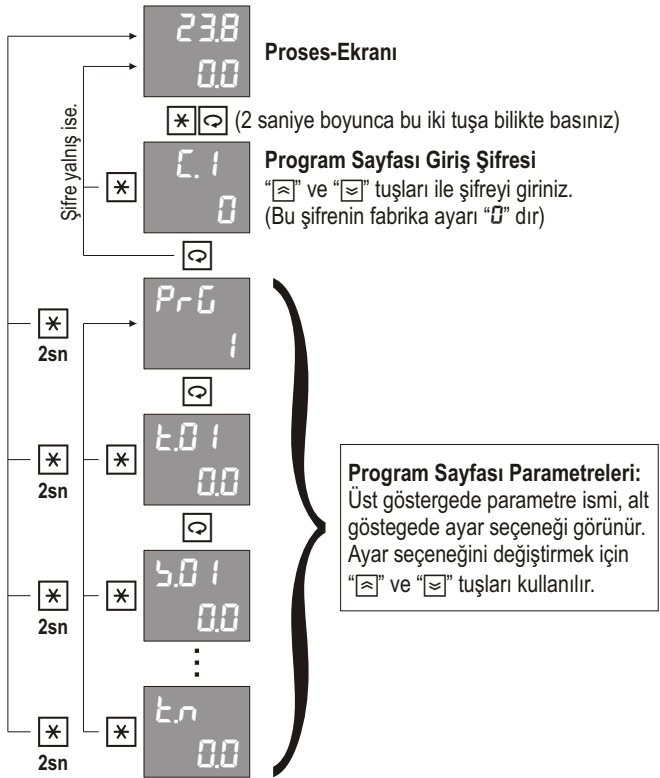 23.8
0.0
Proses-Ekranı
(2 saniye boyunca bu iki tuşa bilikte basınız)
Şifre yalnış ise.
C.1
0
Program Sayfası Giriş Şifresi
“” ve “” tuşları ile şifreyi giriniz.
(Bu şifrenin fabrika ayarı “0” dır)
PrG
1
2sn
t.01
0.0
2sn
Program Sayfası Parametreleri:
Üst göstergede parametre ismi, alt
göstegede ayar seçeneği görünür.
Ayar seçeneğini değiştirmek için
“” ve “” tuşları kullanılır.
5.01
0.0
2sn
t.n
0.0
2sn